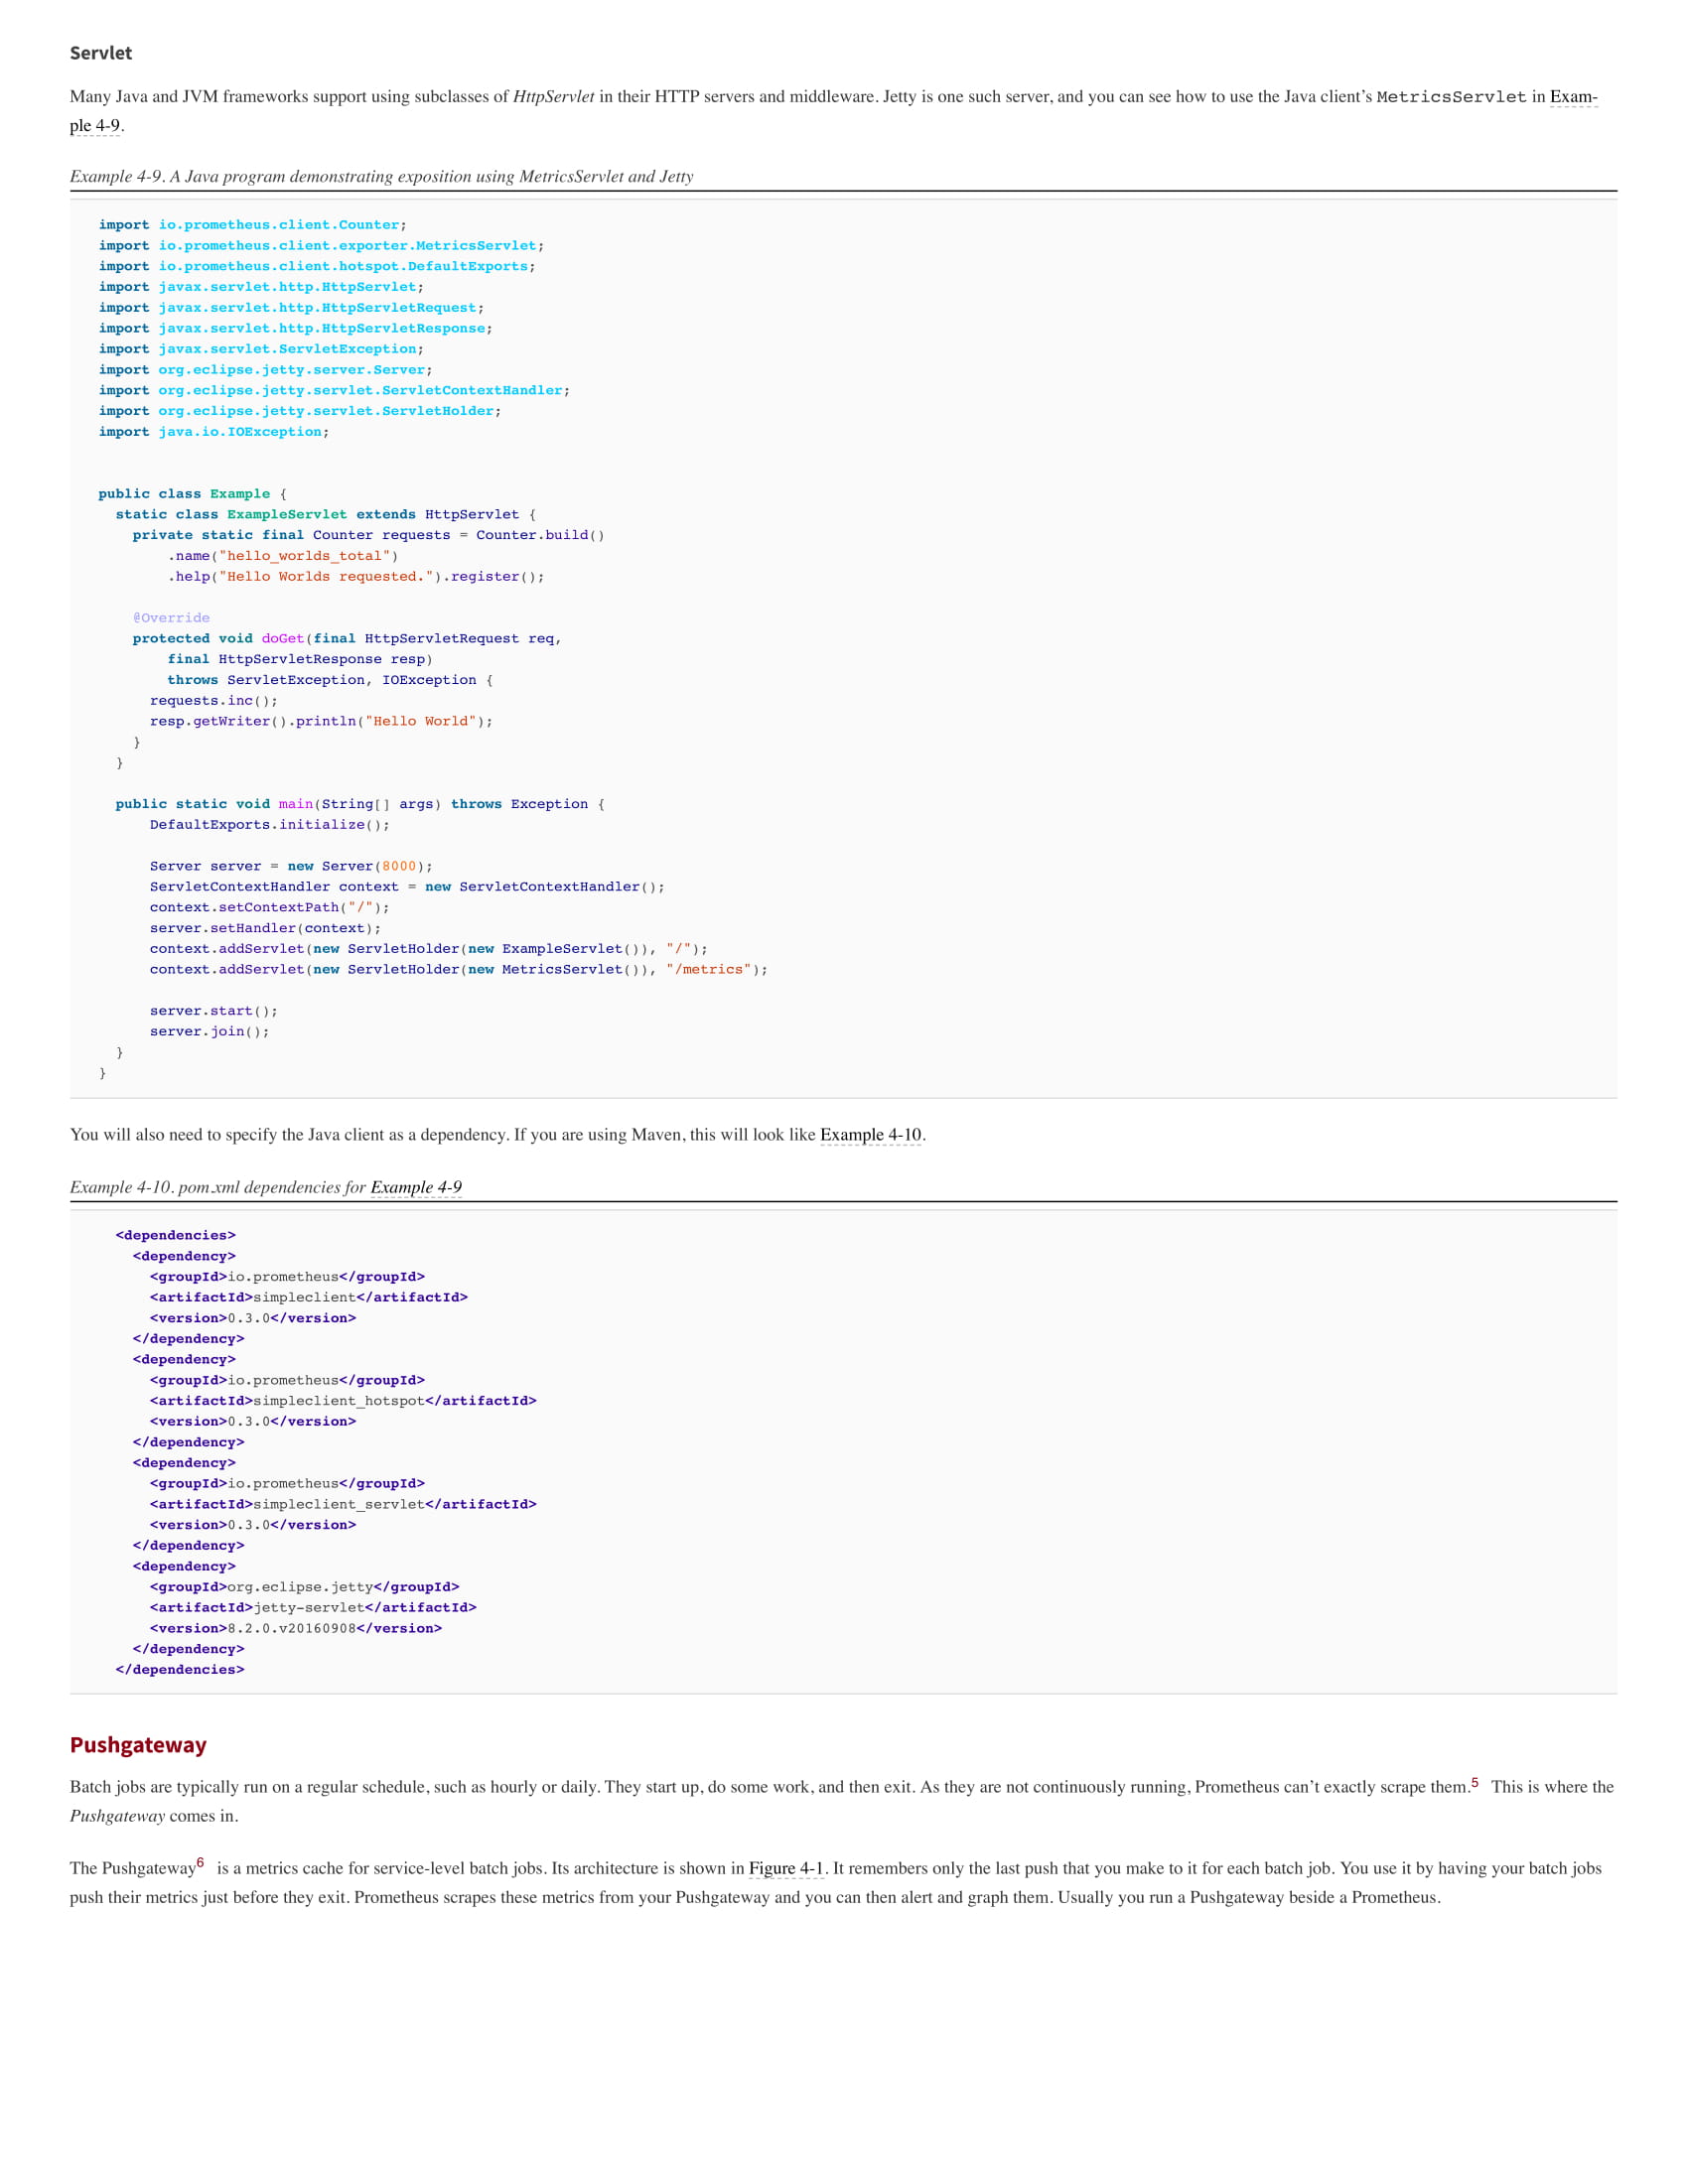 Servlet
Many Java and JVM frameworks support using subclasses of HttpServlet in their HTTP servers and middleware. Jetty is one such server, and you can see how to use the Java client’s MetricsServlet in Exam-
ple 4-9.
Example 4-9. A Java program demonstrating exposition using MetricsServlet and Jetty
import io.prometheus.client.Counter;
import io.prometheus.client.exporter.MetricsServlet;
import io.prometheus.client.hotspot.DefaultExports;
import javax.servlet.http.HttpServlet;
import javax.servlet.http.HttpServletRequest;
import javax.servlet.http.HttpServletResponse;
import javax.servlet.ServletException;
import org.eclipse.jetty.server.Server;
import org.eclipse.jetty.servlet.ServletContextHandler;
import org.eclipse.jetty.servlet.ServletHolder;
import java.io.IOException;
public class Example {
  static class ExampleServlet extends HttpServlet {
    private static final Counter requests = Counter.build()
        .name("hello_worlds_total")
        .help("Hello Worlds requested.").register();
    @Override
    protected void doGet(final HttpServletRequest req,
        final HttpServletResponse resp)
        throws ServletException, IOException {
      requests.inc();
      resp.getWriter().println("Hello World");
    }
  }
  public static void main(String[] args) throws Exception {
      DefaultExports.initialize();
      Server server = new Server(8000);
      ServletContextHandler context = new ServletContextHandler();
      context.setContextPath("/");
      server.setHandler(context);
      context.addServlet(new ServletHolder(new ExampleServlet()), "/");
      context.addServlet(new ServletHolder(new MetricsServlet()), "/metrics");
      server.start();
      server.join();
  }
}
You will also need to specify the Java client as a dependency. If you are using Maven, this will look like Example 4-10.
Example 4-10. pom.xml dependencies for Example 4-9
  <dependencies>
    <dependency>
      <groupId>io.prometheus</groupId>
      <artifactId>simpleclient</artifactId>
      <version>0.3.0</version>
    </dependency>
    <dependency>
      <groupId>io.prometheus</groupId>
      <artifactId>simpleclient_hotspot</artifactId>
      <version>0.3.0</version>
    </dependency>
    <dependency>
      <groupId>io.prometheus</groupId>
      <artifactId>simpleclient_servlet</artifactId>
      <version>0.3.0</version>
    </dependency>
    <dependency>
      <groupId>org.eclipse.jetty</groupId>
      <artifactId>jetty-servlet</artifactId>
      <version>8.2.0.v20160908</version>
    </dependency>
  </dependencies>
Pushgateway
Batch jobs are typically run on a regular schedule, such as hourly or daily. They start up, do some work, and then exit. As they are not continuously running, Prometheus can’t exactly scrape them.5 This is where the
Pushgateway comes in.
The Pushgateway6 is a metrics cache for service-level batch jobs. Its architecture is shown in Figure 4-1. It remembers only the last push that you make to it for each batch job. You use it by having your batch jobs
push their metrics just before they exit. Prometheus scrapes these metrics from your Pushgateway and you can then alert and graph them. Usually you run a Pushgateway beside a Prometheus.